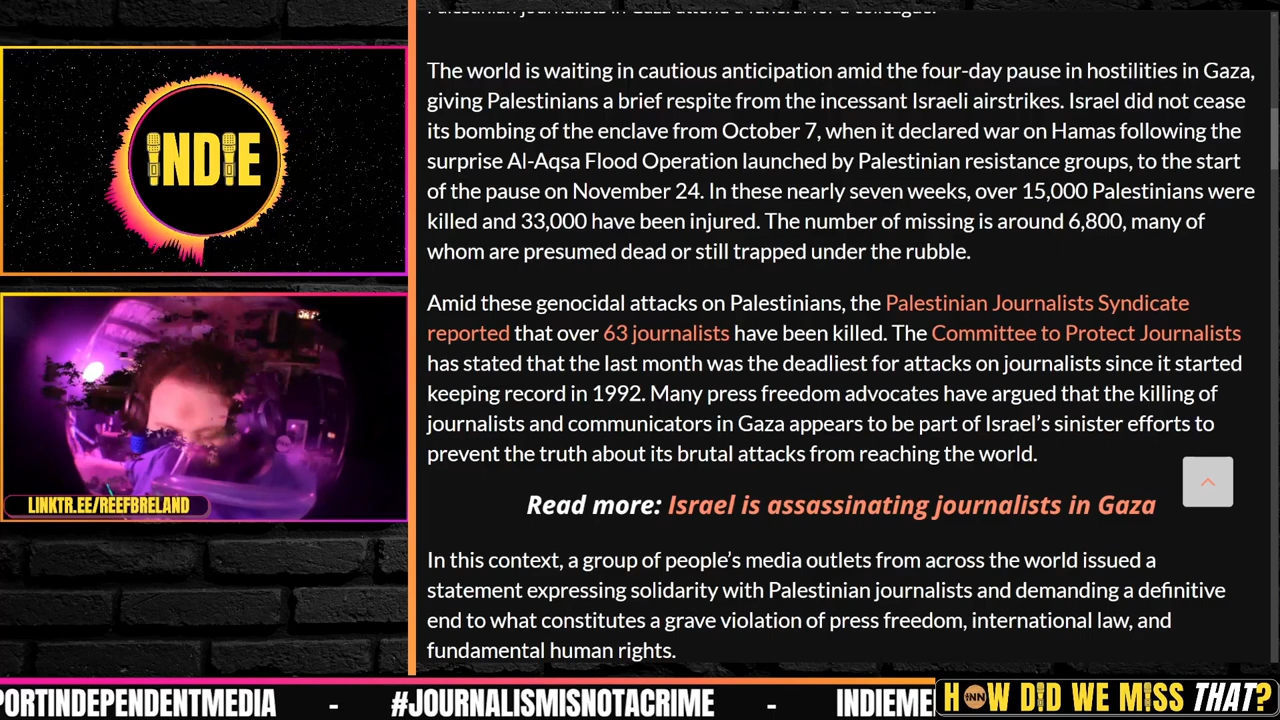 Palestinian journalists in Gaza attend a funeral for a colleague.
The world is waiting in cautious anticipation amid the four-day pause in hostilities in Gaza,
giving Palestinians a brief respite from the incessant Israeli airstrikes. Israel did not cease
its bombing of the enclave from October 7, when it declared war on Hamas following the
surprise Al-Aqsa Flood Operation launched by Palestinian resistance groups, to the start
of the pause on November 24. In these nearly seven weeks, over 15,000 Palestinians were
killed and 33,000 have been injured. The number of missing is around 6,800, many of
whom are presumed dead or still trapped under the rubble.
Amid these genocidal attacks on Palestinians, the Palestinian Journalists Syndicate
reported that over 63 journalists have been killed. The Committee to Protect Journalists
has stated that the last month was the deadliest for attacks on journalists since it started
keeping record in 1992. Many press freedom advocates have argued that the killing of
journalists and communicators in Gaza appears to be part of Israel’s sinister efforts to
prevent the truth about its brutal attacks from reaching the world.
Read more: Israel is assassinating journalists in Gaza
In this context, a group of people’s media outlets from across the world issued a
statement expressing solidarity with Palestinian journalists and demanding a definitive
end to what constitutes a grave violation of press freedom, international law, and
fundamental human rights.
INDIE
LINKTR.EE/REEFBRELAND
PORTINDEPENDENTMEDIA - #JOURNALISMISNOTACRIME - INDIEME
HOW DID WE MISS THAT?
INN